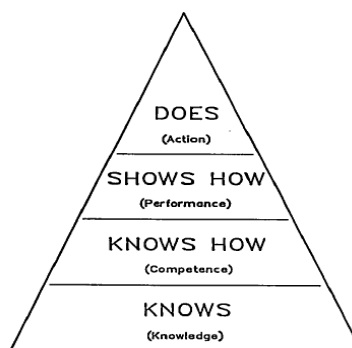 DOES
(Action)
SHOWS HOW
(Performance)
KNOWS HOW
(Competence)
KNOWS
(Knowledge)